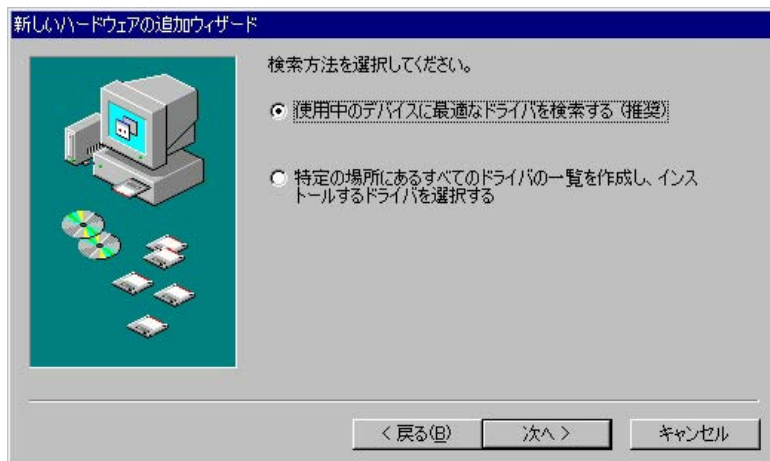 新しいハードウェアの追加ウィザード
検索方法を選択してください。
使用中のデバイスに最適なドライバを検索する (推奨)
特定の場所にあるすべてのドライバの一覧を作成し、インス
トールするドライバを選択する
< 戻る(B)
次へ >
キャンセル